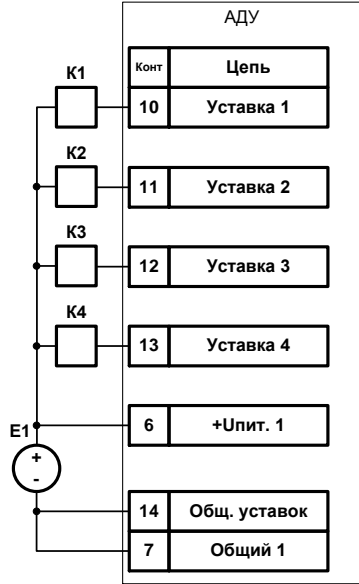 АДУ
Конт Цепь
К1
10 Уставка 1
К2
11 Уставка 2
К3
12 Уставка 3
К4
13 Уставка 4
6 +Uпит. 1
E1
+
-
14 Общ. уставок
7 Общий 1